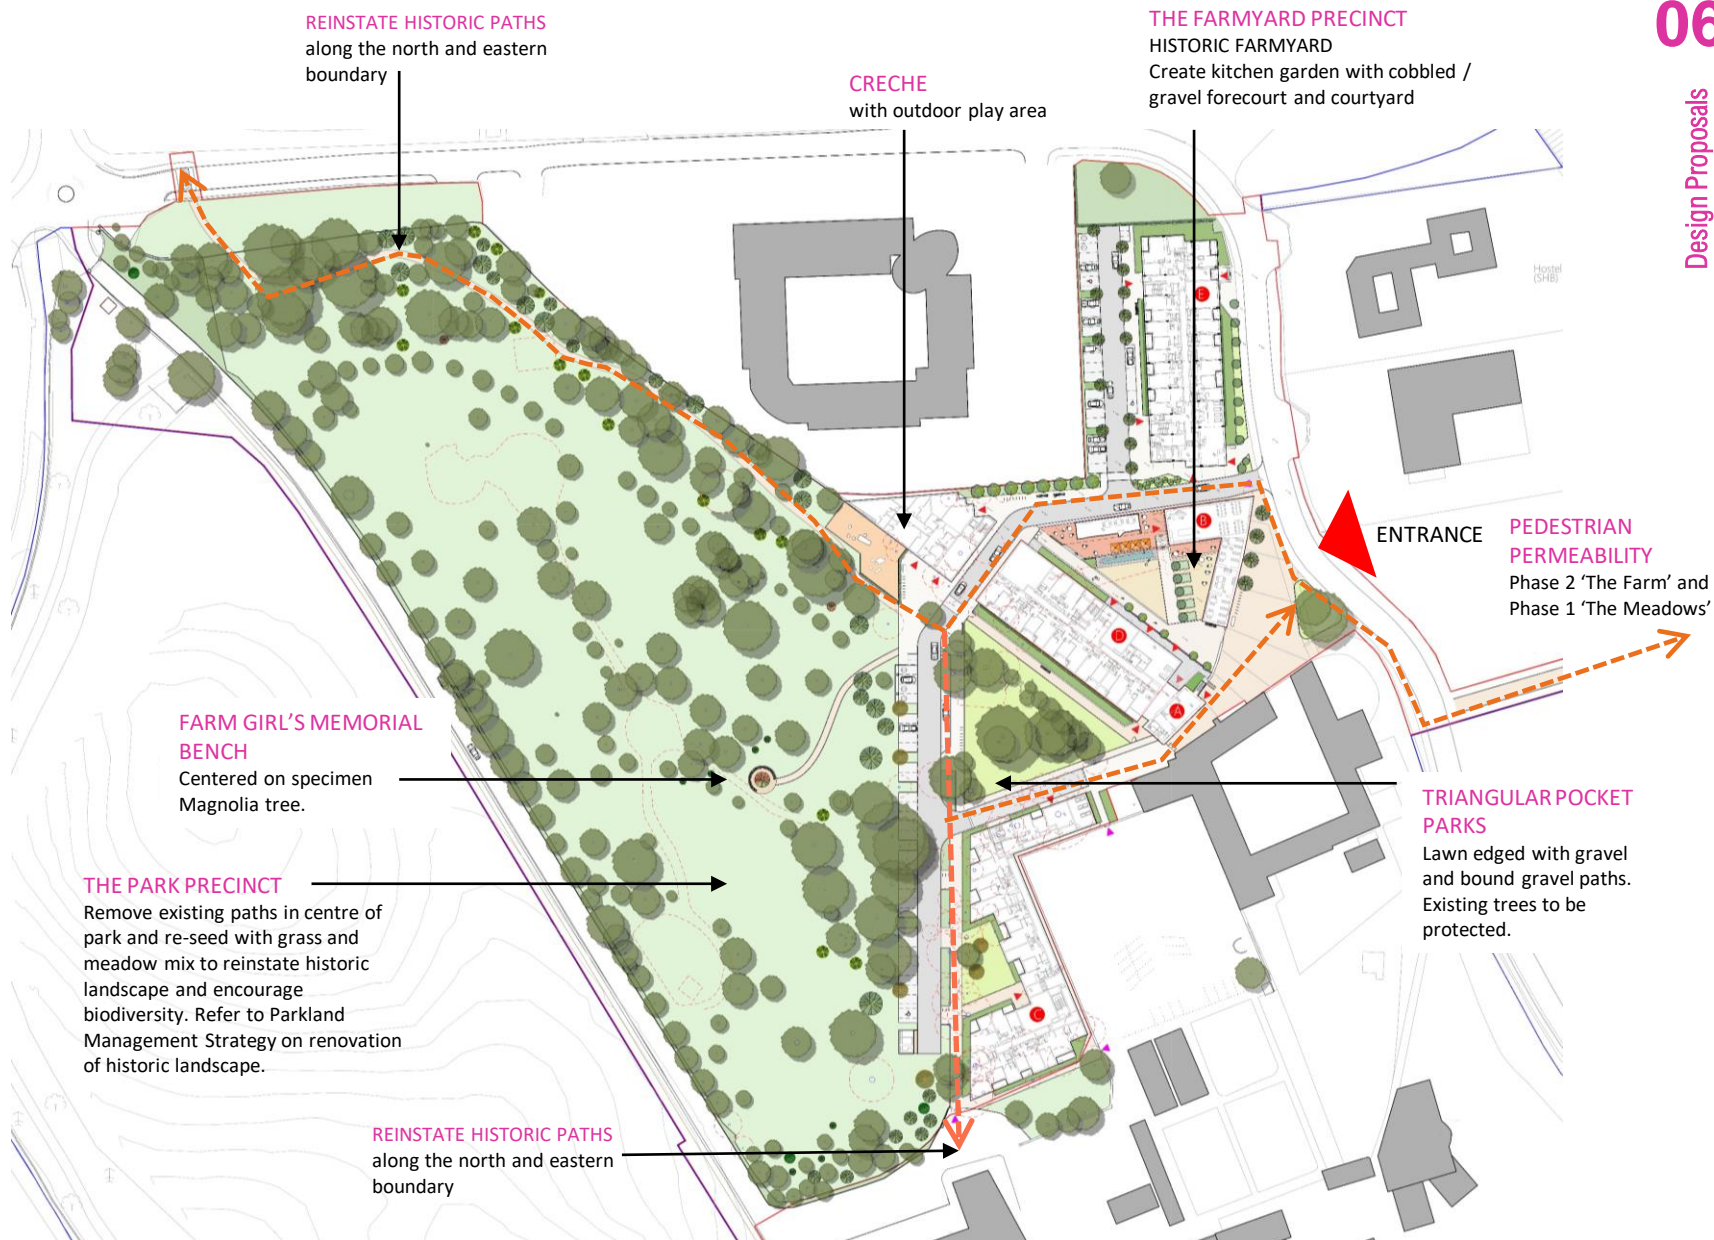 REINSTATE HISTORIC PATHS
along the north and eastern
boundary
CRECHE
with outdoor play area
THE FARMYARD PRECINCT
HISTORIC FARMYARD
Create kitchen garden with cobbled /
gravel forecourt and courtyard
06
Design Proposals
Hostel
(SHB)
E
B
ENTRANCE
PEDESTRIAN
PERMEABILITY
Phase 2 ‘The Farm’ and
Phase 1 ‘The Meadows’
D
A
FARM GIRL’S MEMORIAL
BENCH
Centered on specimen
Magnolia tree.
TRIANGULAR POCKET
PARKS
Lawn edged with gravel
and bound gravel paths.
Existing trees to be
protected.
THE PARK PRECINCT
Remove existing paths in centre of
park and re-seed with grass and
meadow mix to reinstate historic
landscape and encourage
biodiversity. Refer to Parkland
Management Strategy on renovation
of historic landscape.
C
REINSTATE HISTORIC PATHS
along the north and eastern
boundary